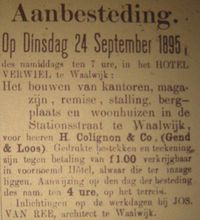 Aanbesteding.
Op Dinsdag 24 September 1895,
des namiddags ten 7 ure, in het HOTEL
VERWIEL te Waalwijk:
Het bouwen van kantoren, maga-
zijn, remise, stalling, berg-
plaats en woonhuizen in de
Stationsstraat te Waalwijk,
voor heeren H. Colignon & Co. (Gend
& Loos). Gedrukte bestekken en teekening,
zijn tegen betaling van f1.00 verkrijgbaar
in voornoemd Hôtel, alwaar die ter inzage
liggen. Aanwijzing op den dag der besteding
des nam. ten 4 ure, op het terrein.
Inlichtingen op de werkdagen bij JOS.
VAN REE, architect te Waalwijk.